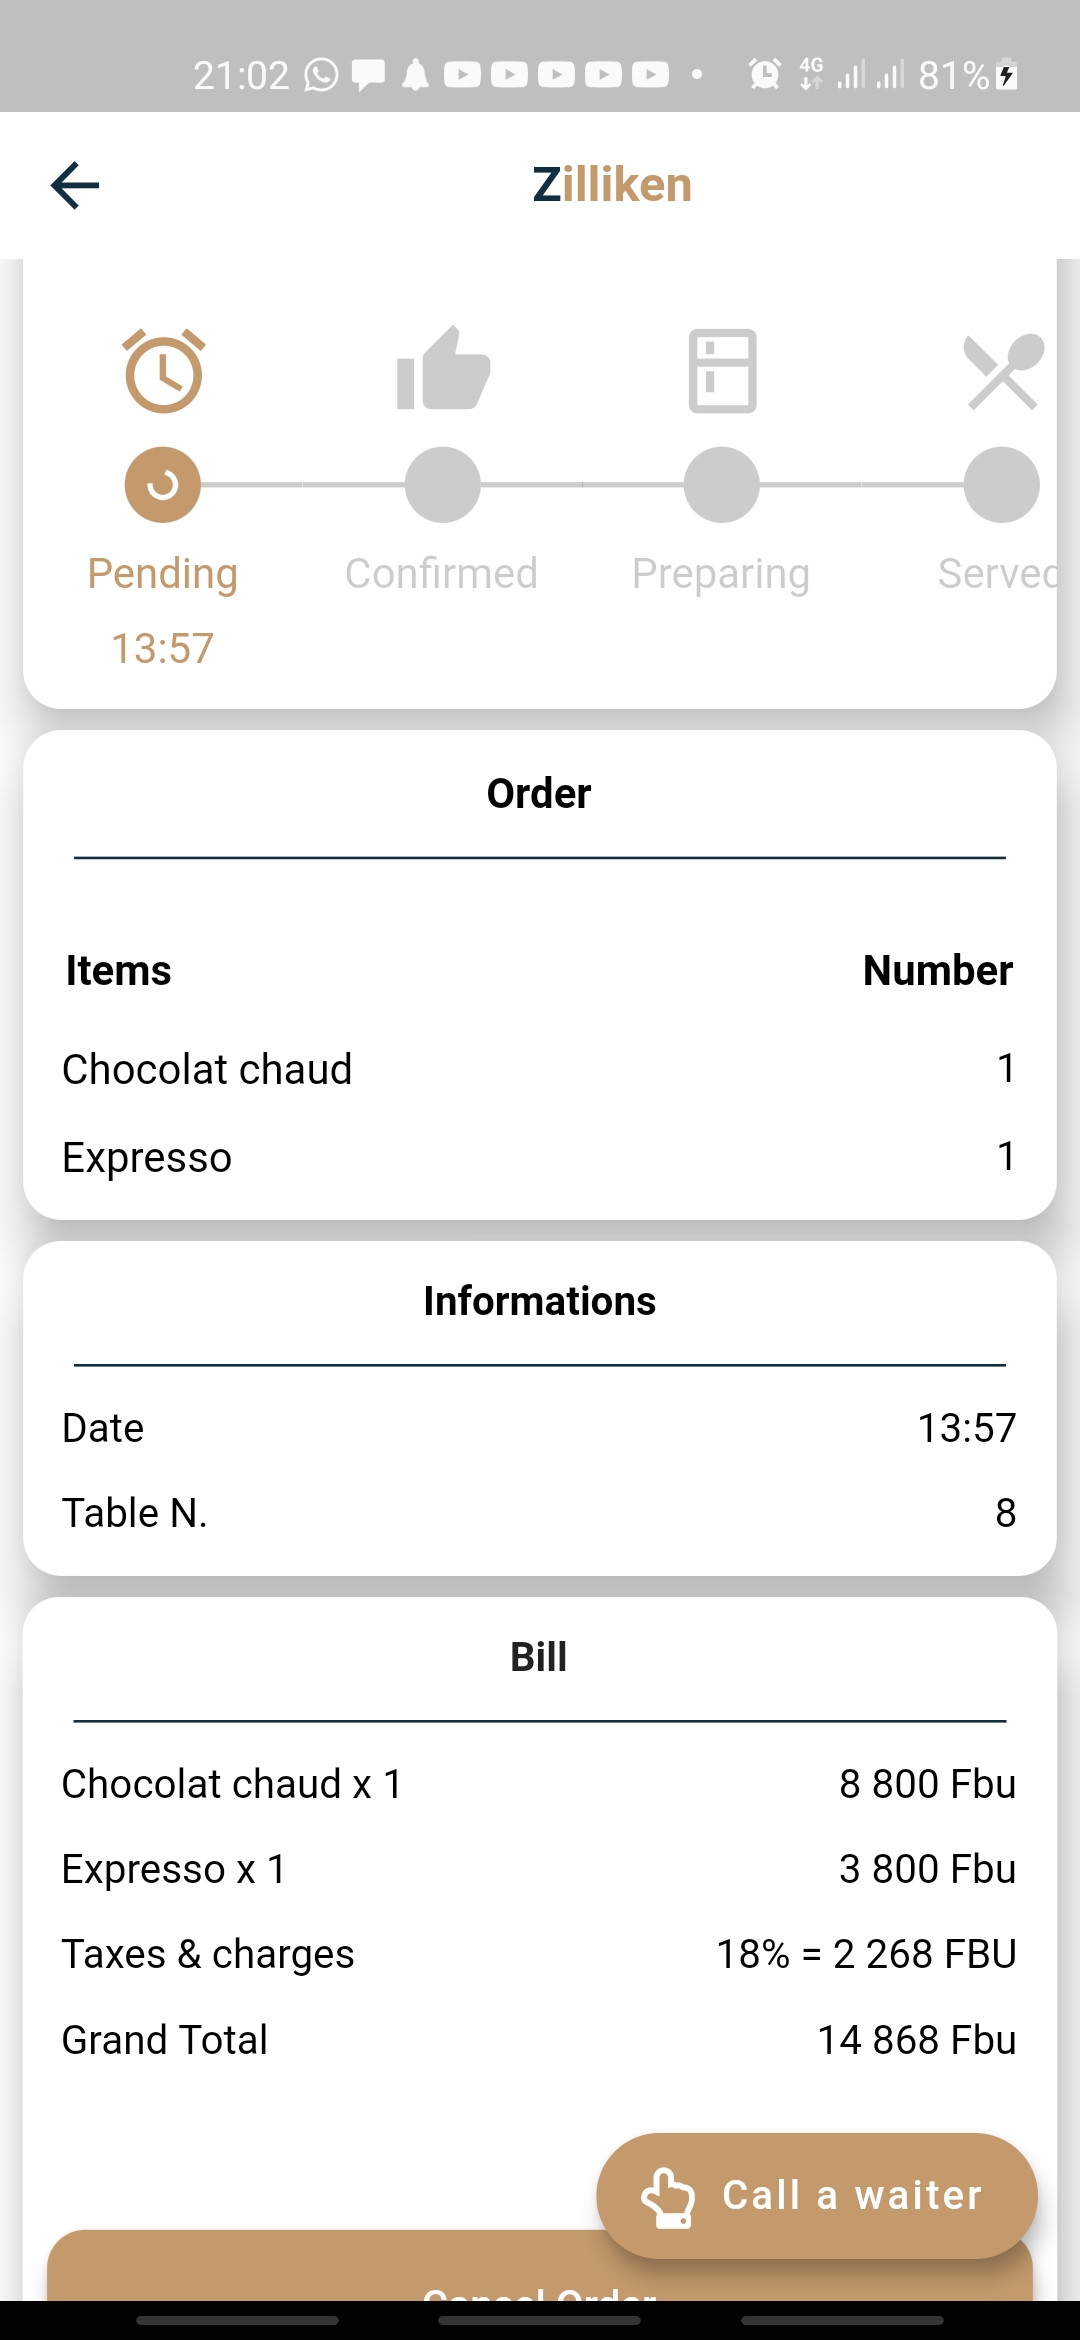 21:02 4G 81%
Zilliken
Pending Confirmed Preparing Served
13:57
Order
Items Number
Chocolat chaud 1
Expresso 1
Informations
Date 13:57
Table N. 8
Bill
Chocolat chaud x 1 8 800 Fbu
Expresso x 1 3 800 Fbu
Taxes & charges 18% = 2 268 FBU
Grand Total 14 868 Fbu
Call a waiter
Cancel Order